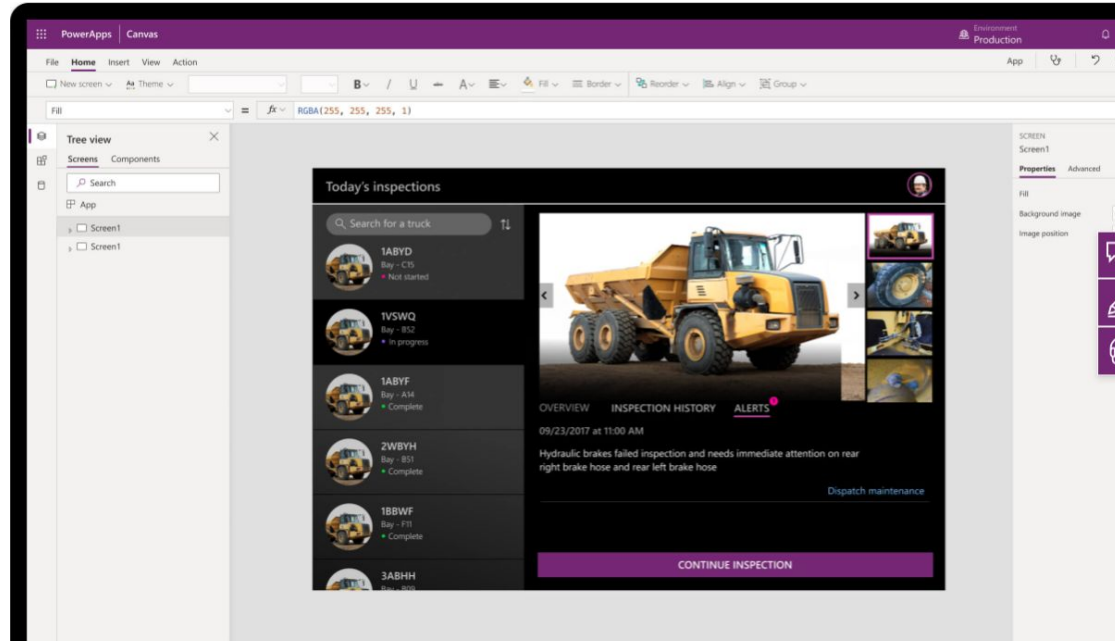 PowerApps Canvas
Environment
Production
File Home Insert View Action
App
New screen Theme B / U A Fill Border Reorder Align Group
Fill = fx RGBA(255, 255, 255, 1)
Tree view
Screens Components
Search
App
Screen1
Screen1
Today's inspections
Search for a truck
1ABYD
Bay - C15
Not started
1VSWQ
Bay - B52
In progress
1ABYF
Bay - A14
Complete
2WBYH
Bay - B51
Complete
1BBWF
Bay - F11
Complete
3ABHH
Bay - B09
OVERVIEW INSPECTION HISTORY ALERTS
09/23/2017 at 11:00 AM
Hydraulic brakes failed inspection and needs immediate attention on rear
right brake hose and rear left brake hose
Dispatch maintenance
CONTINUE INSPECTION
SCREEN
Screen1
Properties Advanced
Fill
Background image
Image position